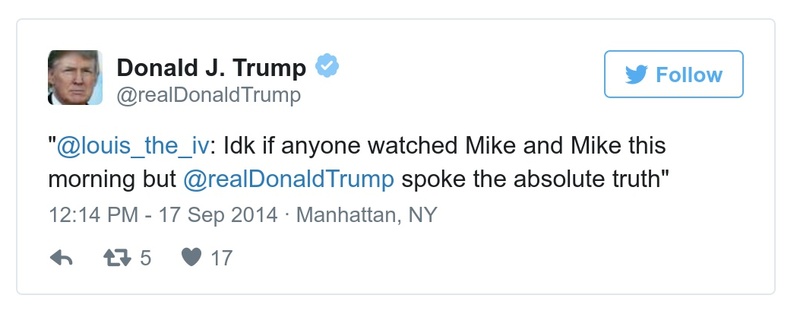 Donald J. Trump
@realDonaldTrump
Follow
"@louis_the_iv: Idk if anyone watched Mike and Mike this
morning but @realDonaldTrump spoke the absolute truth"
12:14 PM - 17 Sep 2014 · Manhattan, NY
5 17